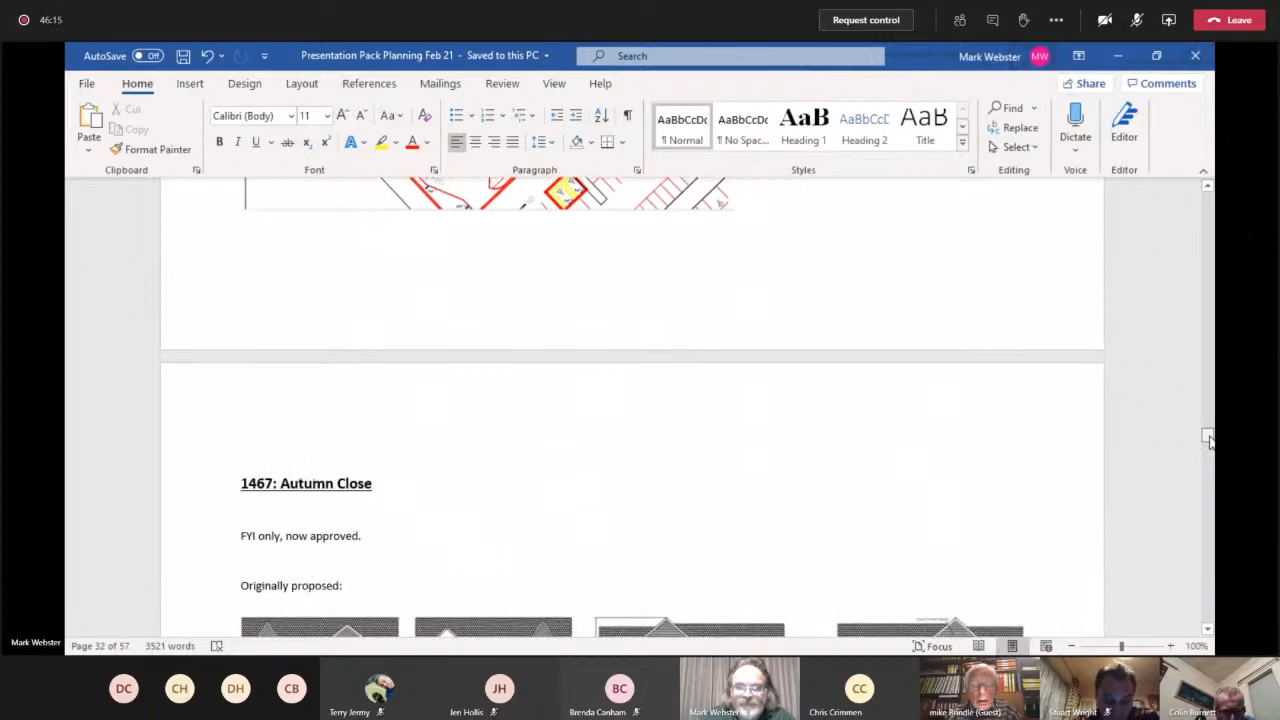 46:15
Request control
Leave
AutoSave Off
Presentation Pack Planning Feb 21 - Saved to this PC
Search
Mark Webster MW
File Home Insert Draw Design Layout References Mailings Review View Help
Share Comments
Paste
Cut
Copy
Format Painter
Clipboard
Calibri (Body) 11
Font
Paragraph
AaBbCcDc
¶ Normal
AaBbCcDc
¶ No Spac...
AaB
Heading 1
AaBbCcD
Heading 2
AaB
Title
Styles
Find
Replace
Select
Editing
Dictate
Voice
Editor
Editor
1467: Autumn Close
FYI only, now approved.
Originally proposed:
Mark Webster
Page 32 of 57 3521 words
Focus
100%
DC CH DH CB JH BC CC
Terry Jermy
Jen Hollis
Brenda Canham
Mark Webster
Chris Crimmen
mike Brindle (Guest)
Stuart Wright
Colin Burnett